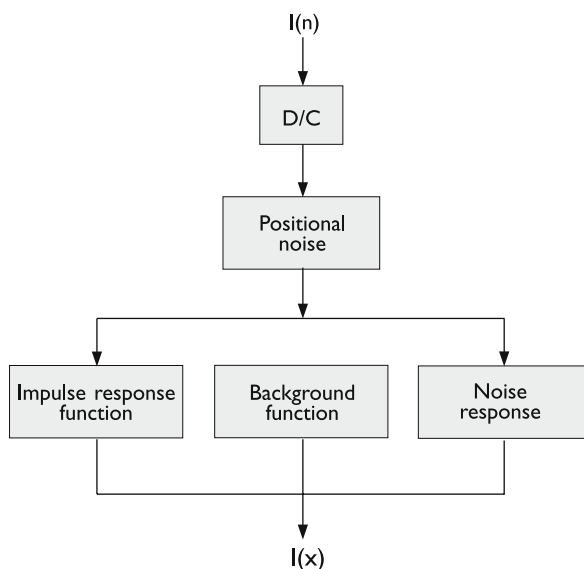 I(n)
D/C
Positional
noise
Impulse response
function
Background
function
Noise
response
I(x)